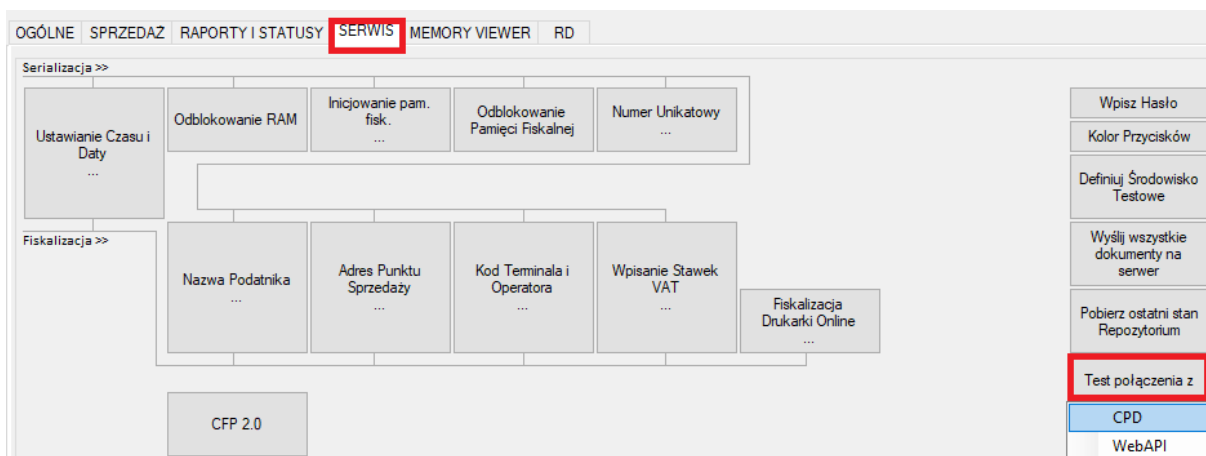 OGÓLNE SPRZEDAŻ RAPORTY I STATUSY SERWIS MEMORY VIEWER RD
Serializacja >>
Ustawianie Czasu i
Daty
...
Odblokowanie RAM
Inicjowanie pam.
fisk.
...
Odblokowanie
Pamięci Fiskalnej
Numer Unikatowy
...
Wpisz Hasło
Kolor Przycisków
Definiuj Środowisko
Testowe
Fiskalizacja >>
Nazwa Podatnika
...
Adres Punktu
Sprzedaży
...
Kod Terminala i
Operatora
...
Wpisanie Stawek
VAT
...
Fiskalizacja
Drukarki Online
...
Wyślij wszystkie
dokumenty na
serwer
Pobierz ostatni stan
Repozytorium
Test połączenia z
CPD
WebAPI
CFP 2.0